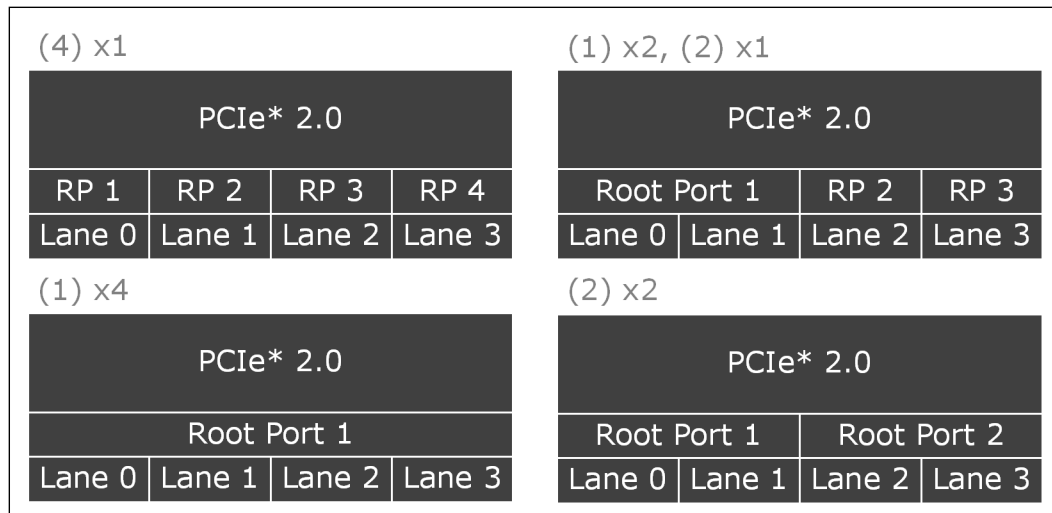 (4) x1
PCIe* 2.0
RP 1 RP 2 RP 3 RP 4
Lane 0 Lane 1 Lane 2 Lane 3
(1) x2, (2) x1
PCIe* 2.0
Root Port 1 RP 2 RP 3
Lane 0 Lane 1 Lane 2 Lane 3
(1) x4
PCIe* 2.0
Root Port 1
Lane 0 Lane 1 Lane 2 Lane 3
(2) x2
PCIe* 2.0
Root Port 1 Root Port 2
Lane 0 Lane 1 Lane 2 Lane 3